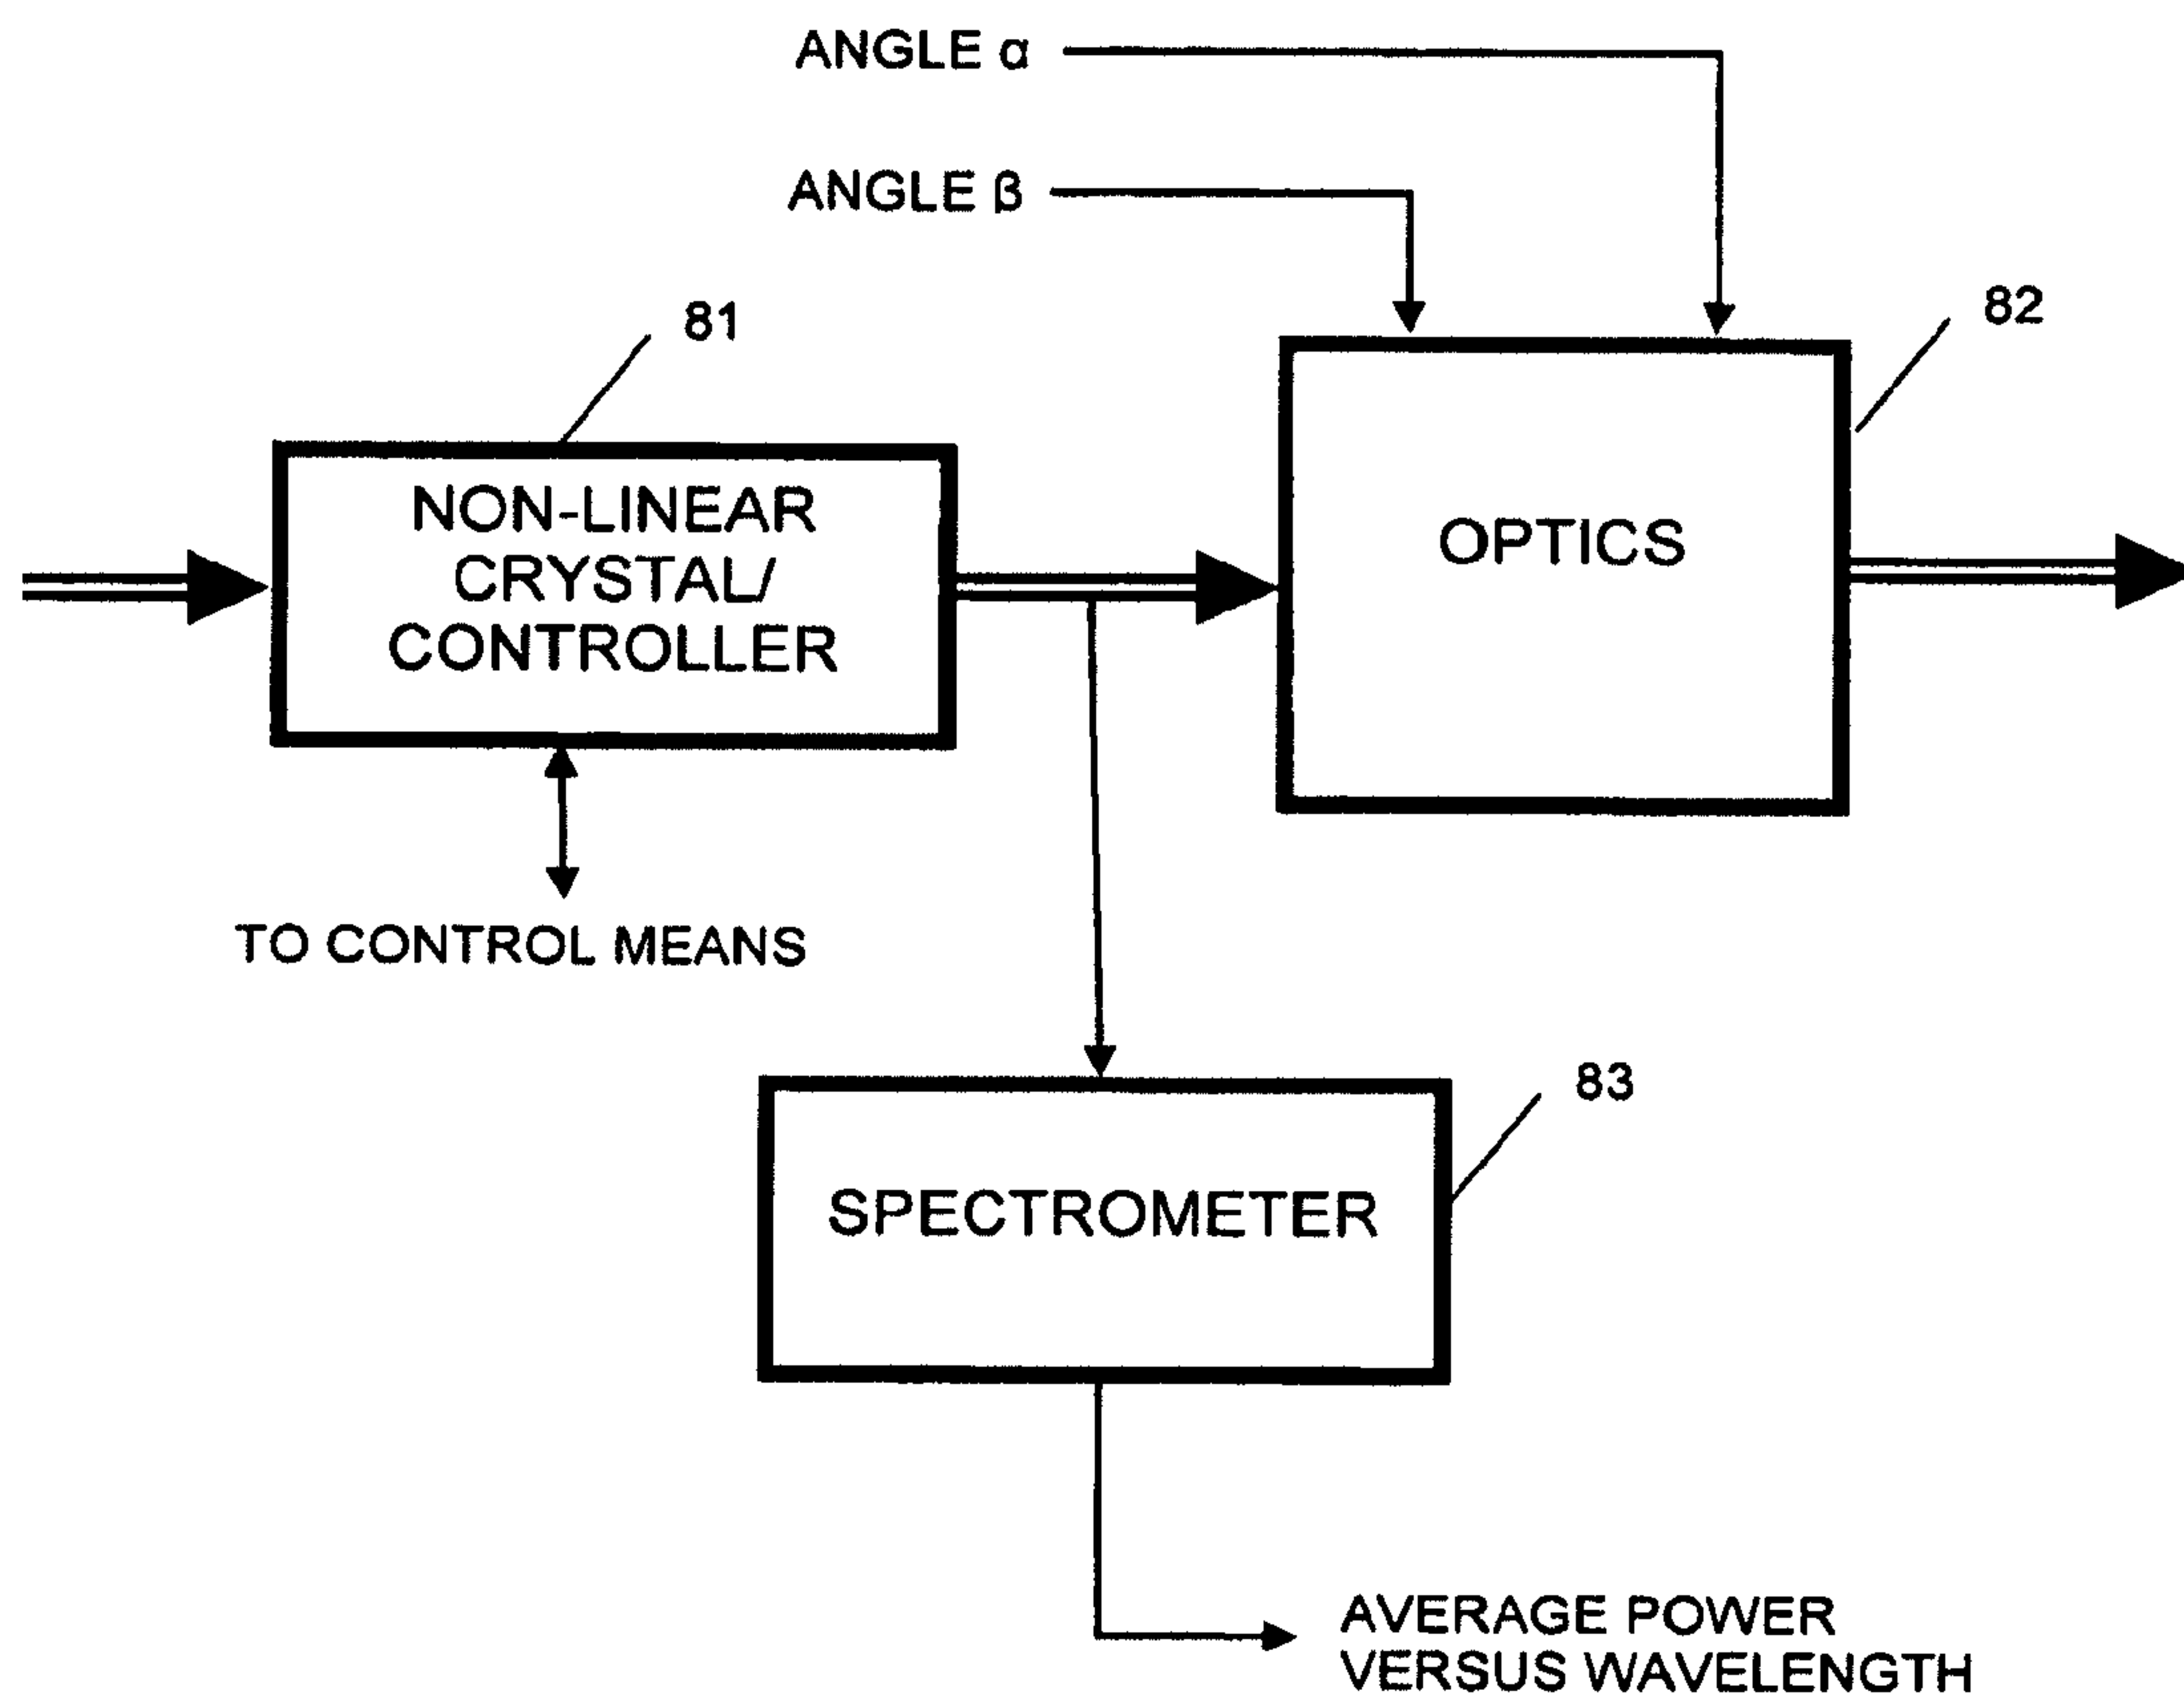 ANGLE α
ANGLE β
81
82
NON-LINEAR
CRYSTAL/
CONTROLLER
OPTICS
TO CONTROL MEANS
83
SPECTROMETER
AVERAGE POWER
VERSUS WAVELENGTH